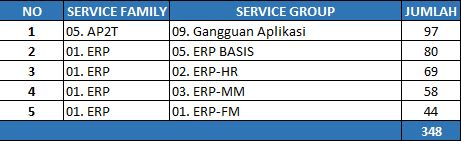 NO SERVICE FAMILY SERVICE GROUP JUMLAH
1 05. AP2T 09. Gangguan Aplikasi 97
2 01. ERP 05. ERP BASIS 80
3 01. ERP 02. ERP-HR 69
4 01. ERP 03. ERP-MM 58
5 01. ERP 01. ERP-FM 44
348